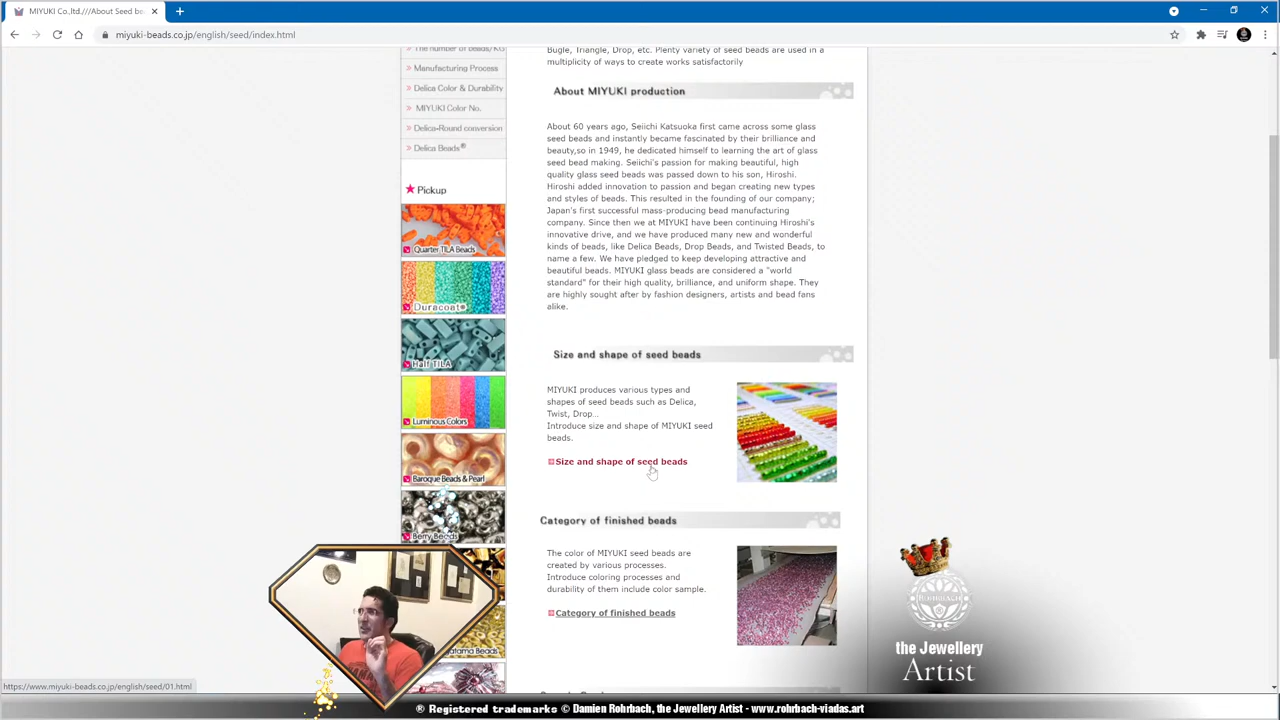 MIYUKI Co,.ltd.///About Seed be
miyuki-beads.co.jp/english/seed/index.html
The number of beads/KG
Manufacturing Process
Delica Color & Durability
MIYUKI Color No.
Delica-Round conversion
Delica Beads®
Pickup
Quarter TILA Beads
Duracoat®
Half TILA
Luminous Colors
Baroque Beads & Pearl
Berry Beads
atama Beads
Bugle, Triangle, Drop, etc. Plenty variety of seed beads are used in a
multiplicity of ways to create works satisfactorily
About MIYUKI production
About 60 years ago, Seiichi Katsuoka first came across some glass
seed beads and instantly became fascinated by their brilliance and
beauty,so in 1949, he dedicated himself to learning the art of glass
seed bead making. Seiichi's passion for making beautiful, high
quality glass seed beads was passed down to his son, Hiroshi.
Hiroshi added innovation to passion and began creating new types
and styles of beads. This resulted in the founding of our company;
Japan's first successful mass-producing bead manufacturing
company. Since then we at MIYUKI have been continuing Hiroshi's
innovative drive, and we have produced many new and wonderful
kinds of beads, like Delica Beads, Drop Beads, and Twisted Beads, to
name a few. We have pledged to keep developing attractive and
beautiful beads. MIYUKI glass beads are considered a "world
standard" for their high quality, brilliance, and uniform shape. They
are highly sought after by fashion designers, artists and bead fans
alike.
Size and shape of seed beads
MIYUKI produces various types and
shapes of seed beads such as Delica,
Twist, Drop...
Introduce size and shape of MIYUKI seed
beads.
Size and shape of seed beads
Category of finished beads
The color of MIYUKI seed beads are
created by various processes.
Introduce coloring processes and
durability of them include color sample.
Category of finished beads
ROHRBACH
the Jewellery
Artist
https://www.miyuki-beads.co.jp/english/seed/01.html
® Registered trademarks © Damien Rohrbach, the Jewellery Artist - www.rohrbach-viadas.art